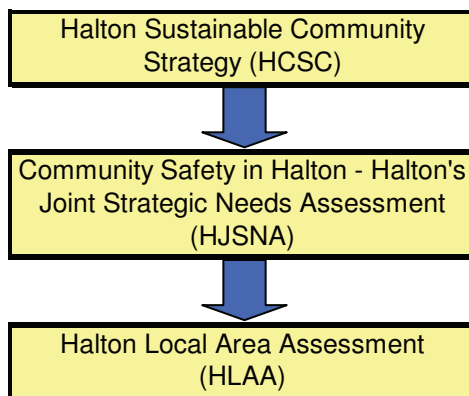 Halton Sustainable Community
Strategy (HCSC)
Community Safety in Halton - Halton's
Joint Strategic Needs Assessment
(HJSNA)
Halton Local Area Assessment
(HLAA)